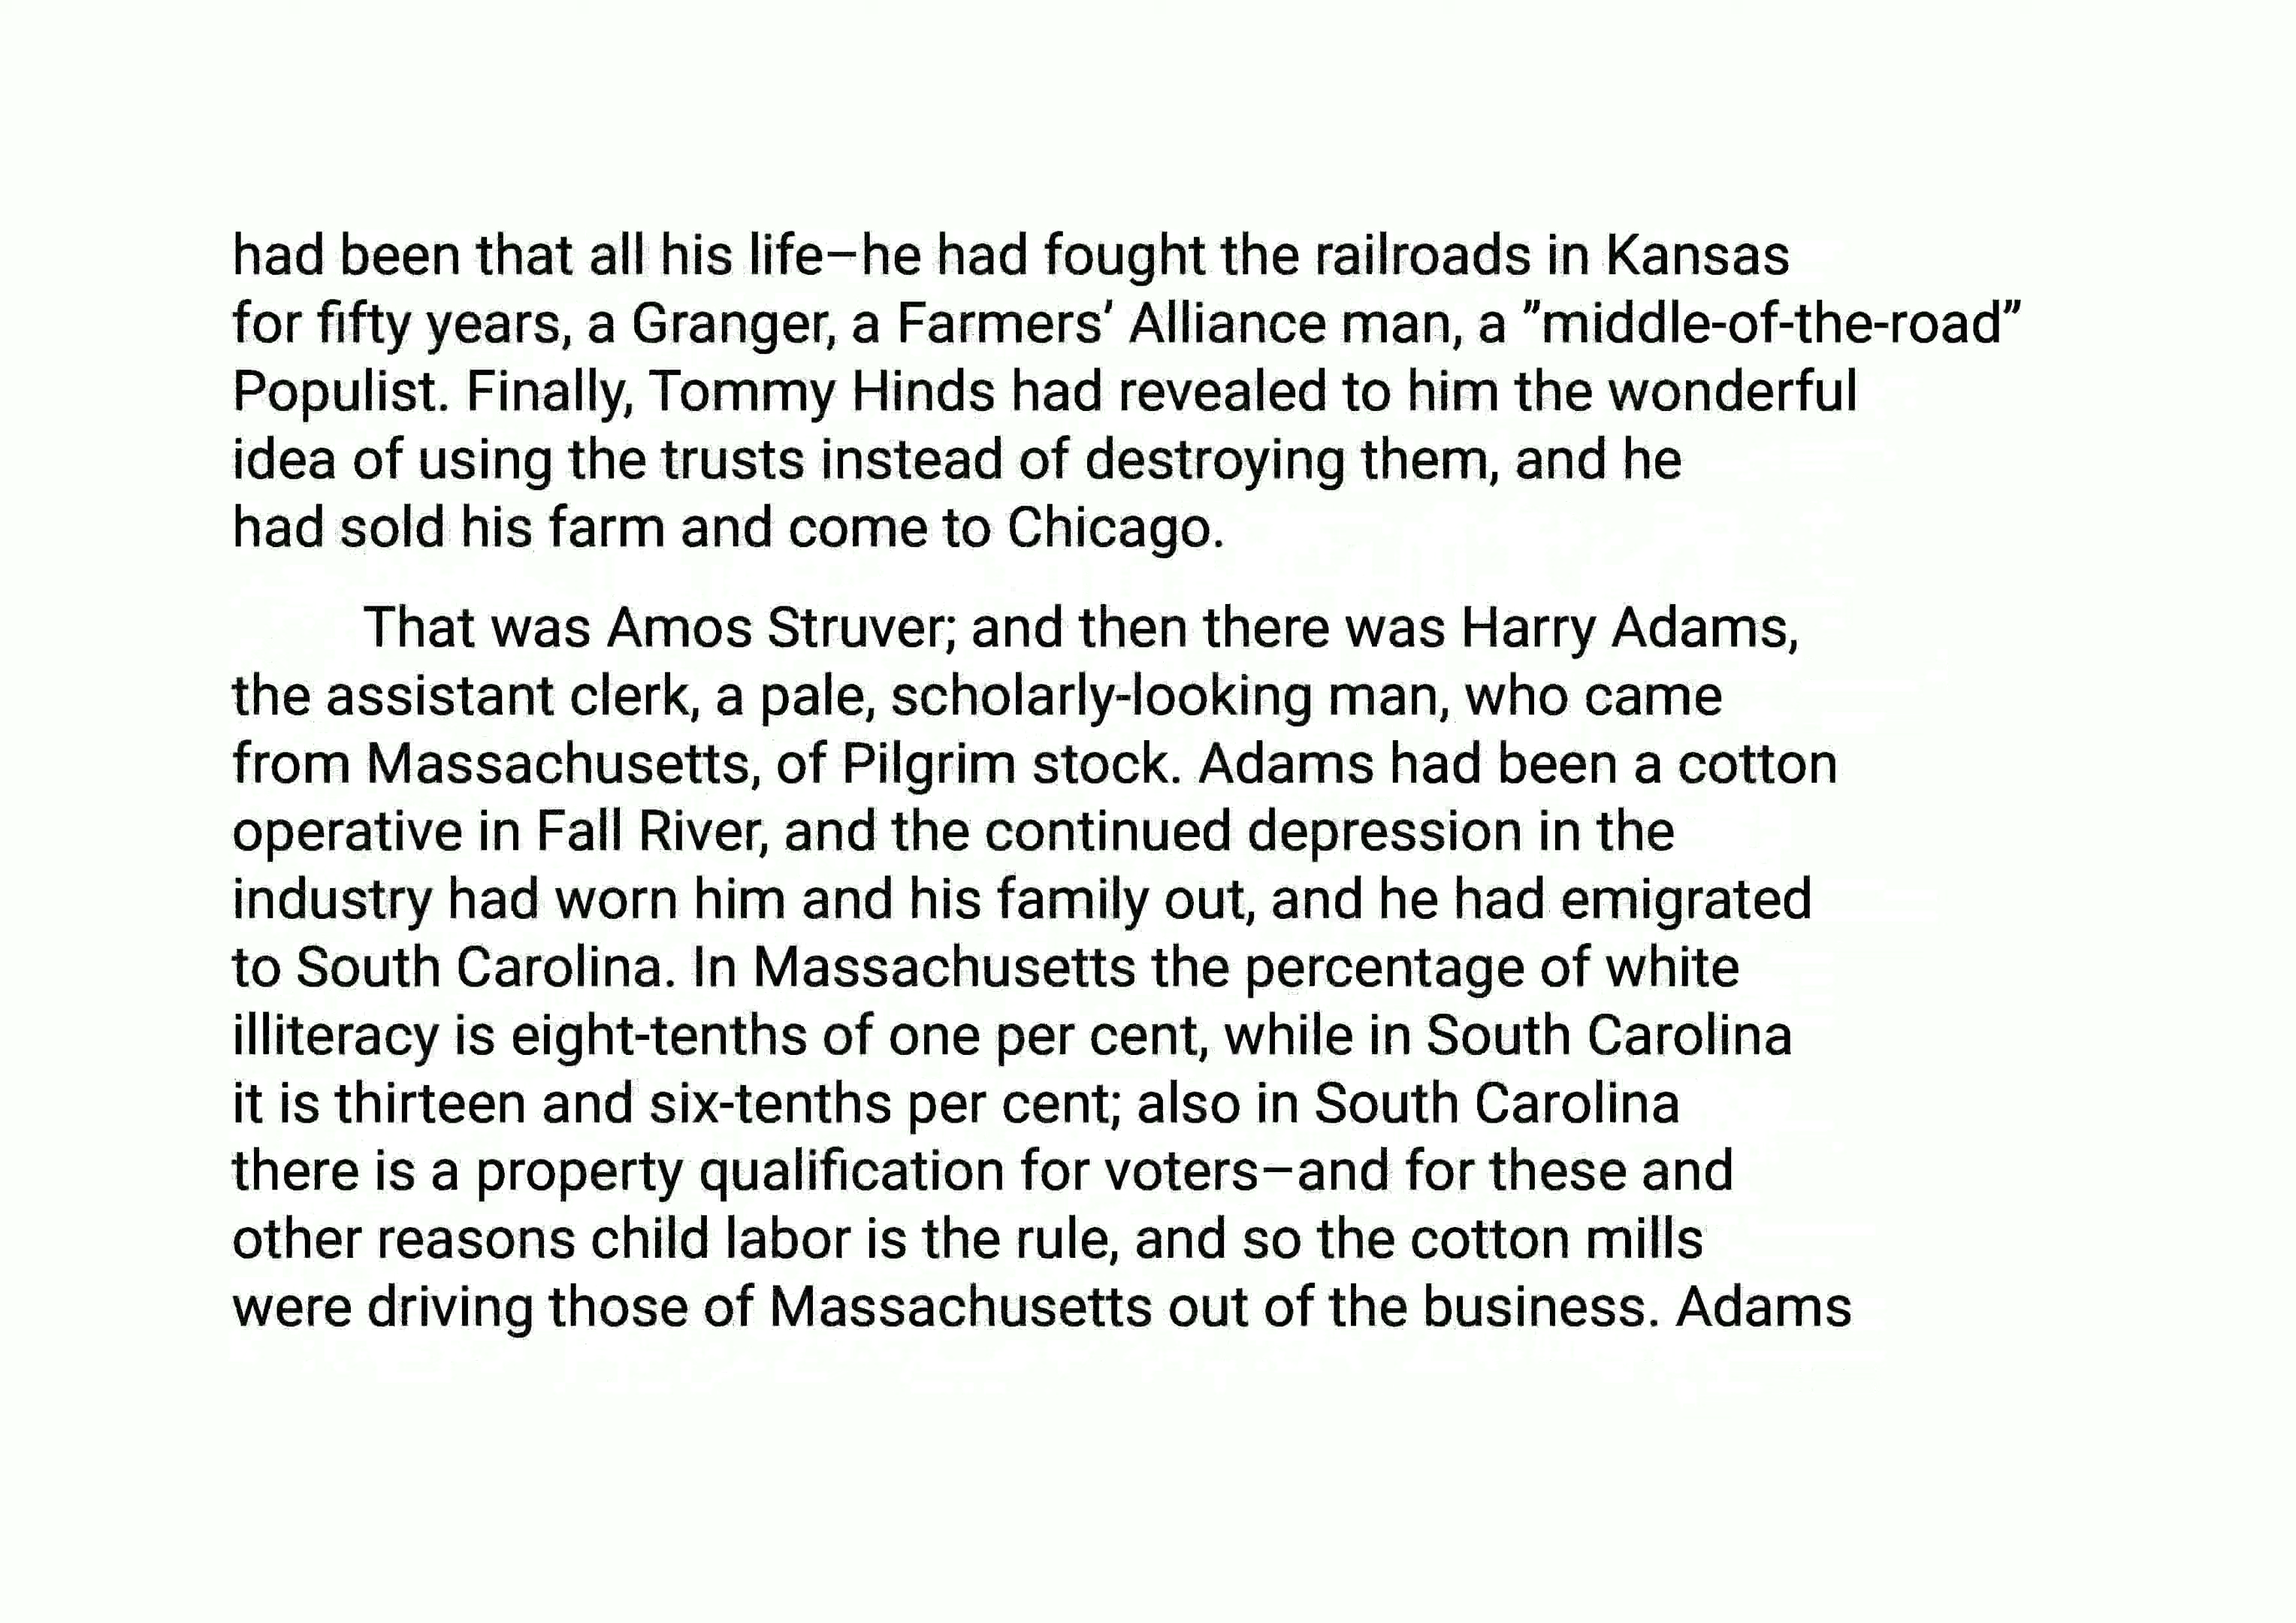 had been that all his life–he had fought the railroads in Kansas
for fifty years, a Granger, a Farmers’ Alliance man, a ”middle-of-the-road”
Populist. Finally, Tommy Hinds had revealed to him the wonderful
idea of using the trusts instead of destroying them, and he
had sold his farm and come to Chicago.
That was Amos Struver; and then there was Harry Adams,
the assistant clerk, a pale, scholarly-looking man, who came
from Massachusetts, of Pilgrim stock. Adams had been a cotton
operative in Fall River, and the continued depression in the
industry had worn him and his family out, and he had emigrated
to South Carolina. In Massachusetts the percentage of white
illiteracy is eight-tenths of one per cent, while in South Carolina
it is thirteen and six-tenths per cent; also in South Carolina
there is a property qualification for voters–and for these and
other reasons child labor is the rule, and so the cotton mills
were driving those of Massachusetts out of the business. Adams